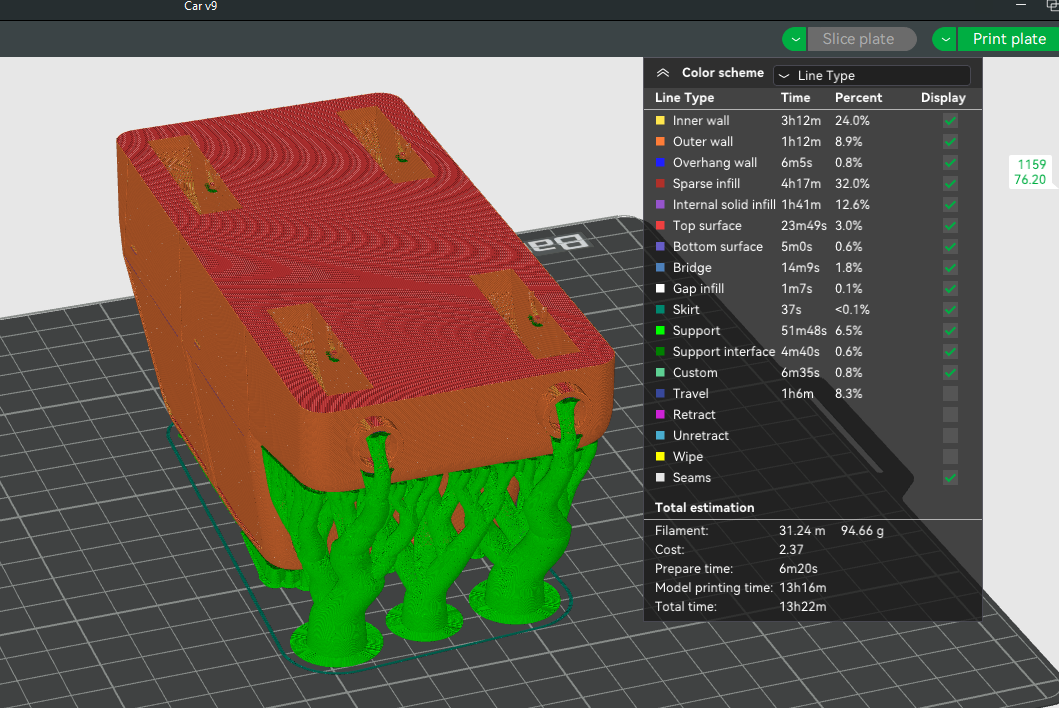 Car v9
Slice plate
Print plate
Color scheme Line Type
Line Type Time Percent Display
Inner wall 3h12m 24.0%
Outer wall 1h12m 8.9%
Overhang wall 6m5s 0.8%
Sparse infill 4h17m 32.0%
Internal solid infill 1h41m 12.6%
Top surface 23m49s 3.0%
Bottom surface 5m0s 0.6%
Bridge 14m9s 1.8%
Gap infill 1m7s 0.1%
Skirt 37s <0.1%
Support 51m48s 6.5%
Support interface 4m40s 0.6%
Custom 6m35s 0.8%
Travel 1h6m 8.3%
Retract
Unretract
Wipe
Seams
Total estimation
Filament: 31.24 m 94.66 g
Cost: 2.37
Prepare time: 6m20s
Model printing time: 13h16m
Total time: 13h22m
1159
76.20
Ba